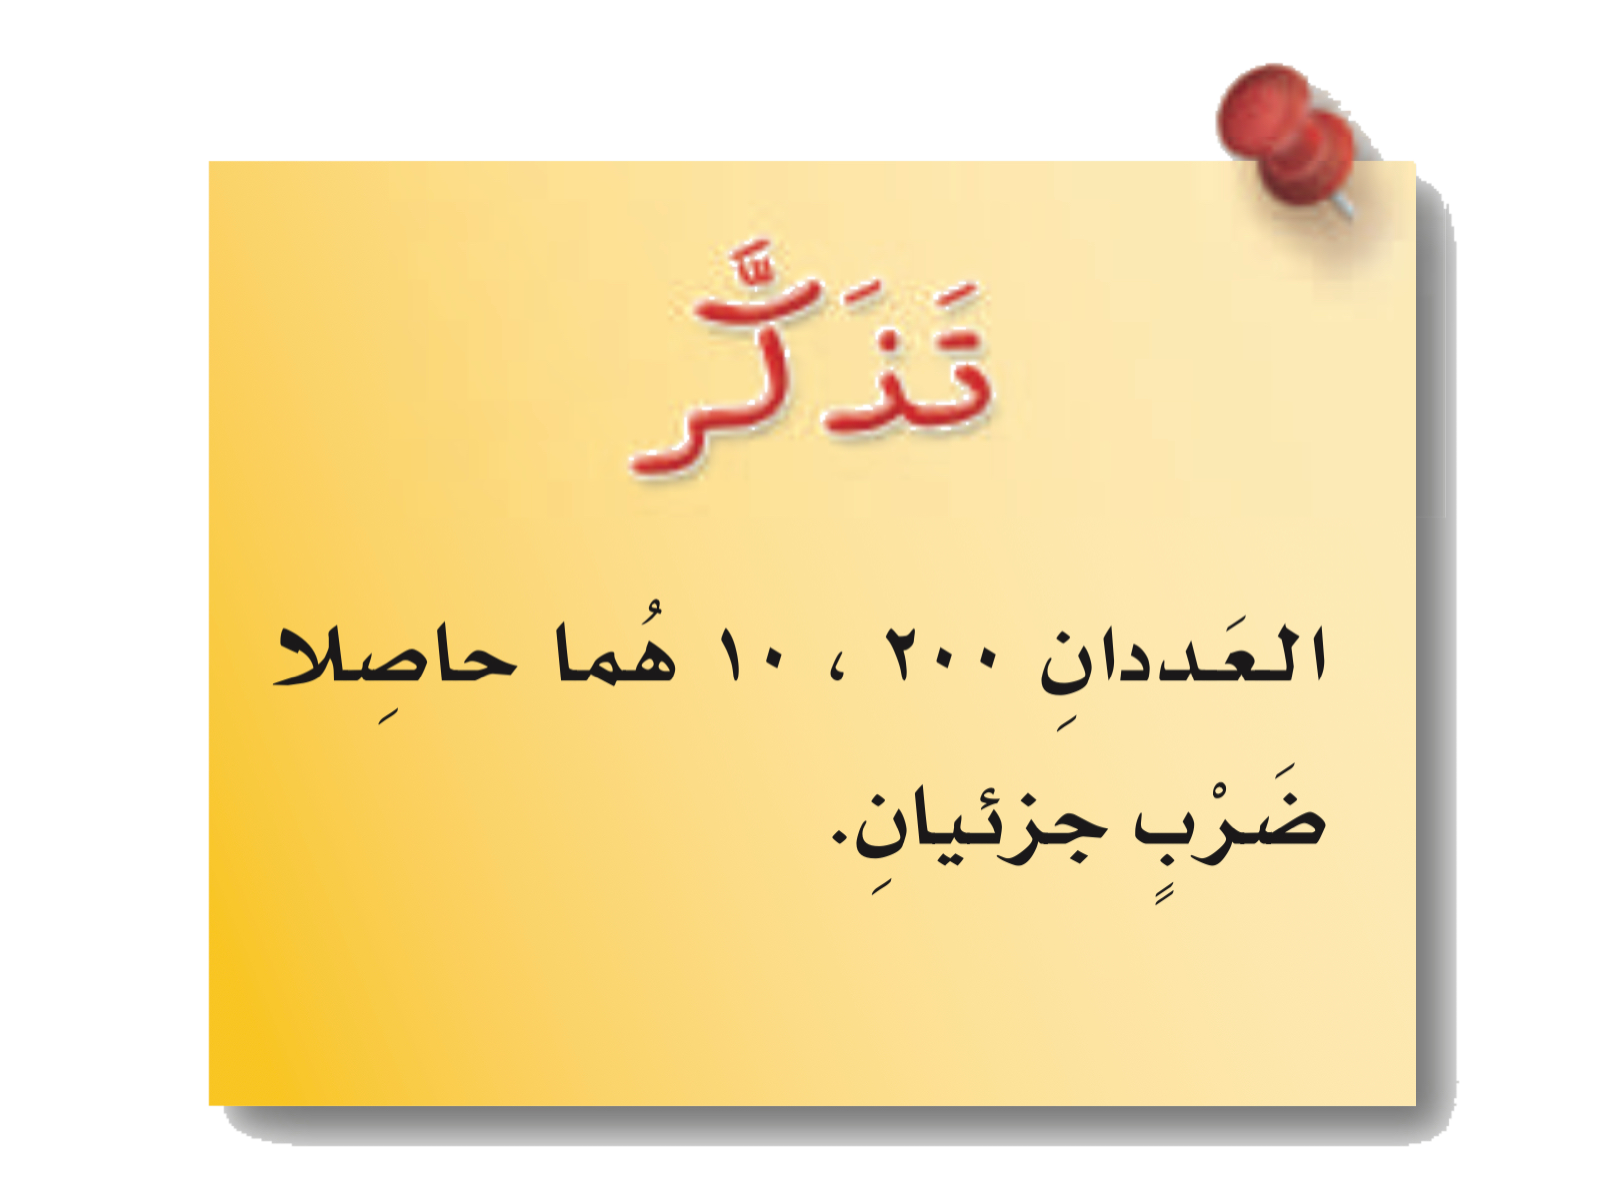 تَذَكَّر
العَددانِ ٢٠٠ ، ١٠ هُما حاصِلا
ضَرْبٍ جزئيانِ.